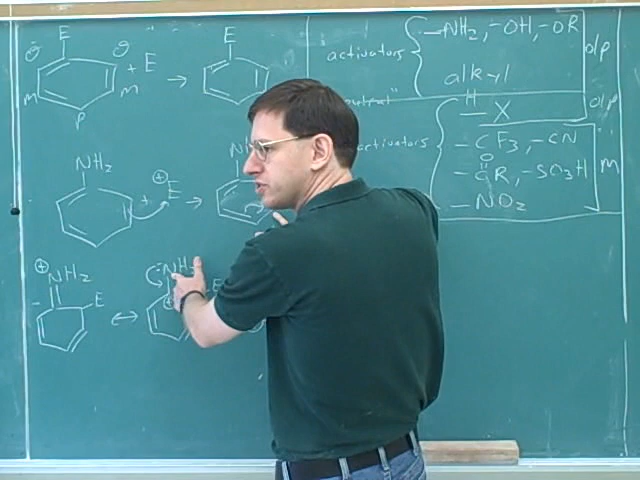 E
o o + E →
m m
p
E
activators
-NH₂, -OH, -OR
alkyl
o/p
"
H
-X
o/p
activators
-CF₃, -CN
O
-CR, -SO₃H
-NO₂
m
NH₂
+ ⊕
E →
N
⊕
NH₂
-
E ↔
:NH₂
⊕
E